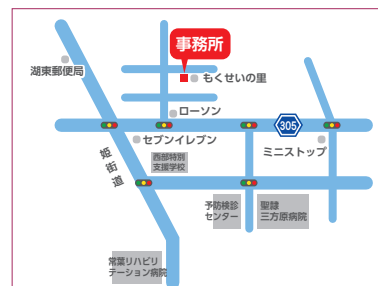 事務所
湖東郵便局
もくせいの里
ローソン
305
セブンイレブン
ミニストップ
姫街道
西部特別
支援学校
予防検診
センター
聖隷
三方原病院
常葉リハビリ
テーション病院